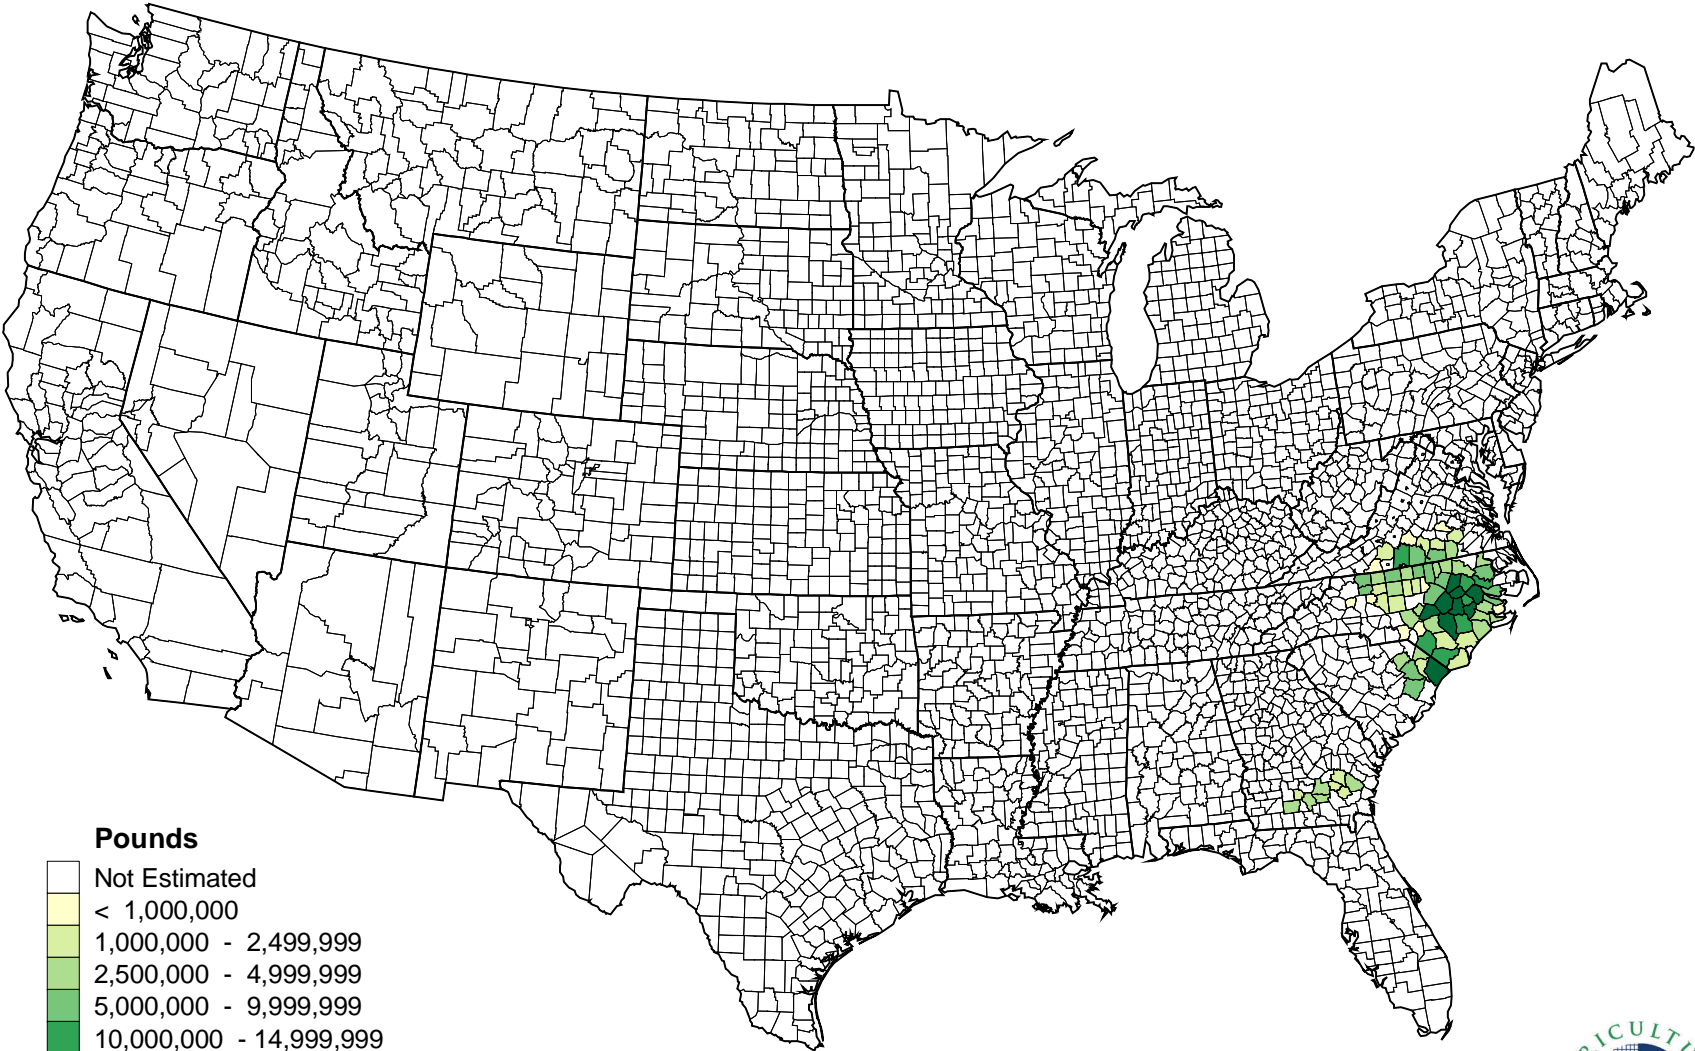 Pounds
Not Estimated
< 1,000,000
1,000,000 - 2,499,999
2,500,000 - 4,999,999
5,000,000 - 9,999,999
10,000,000 - 14,999,999